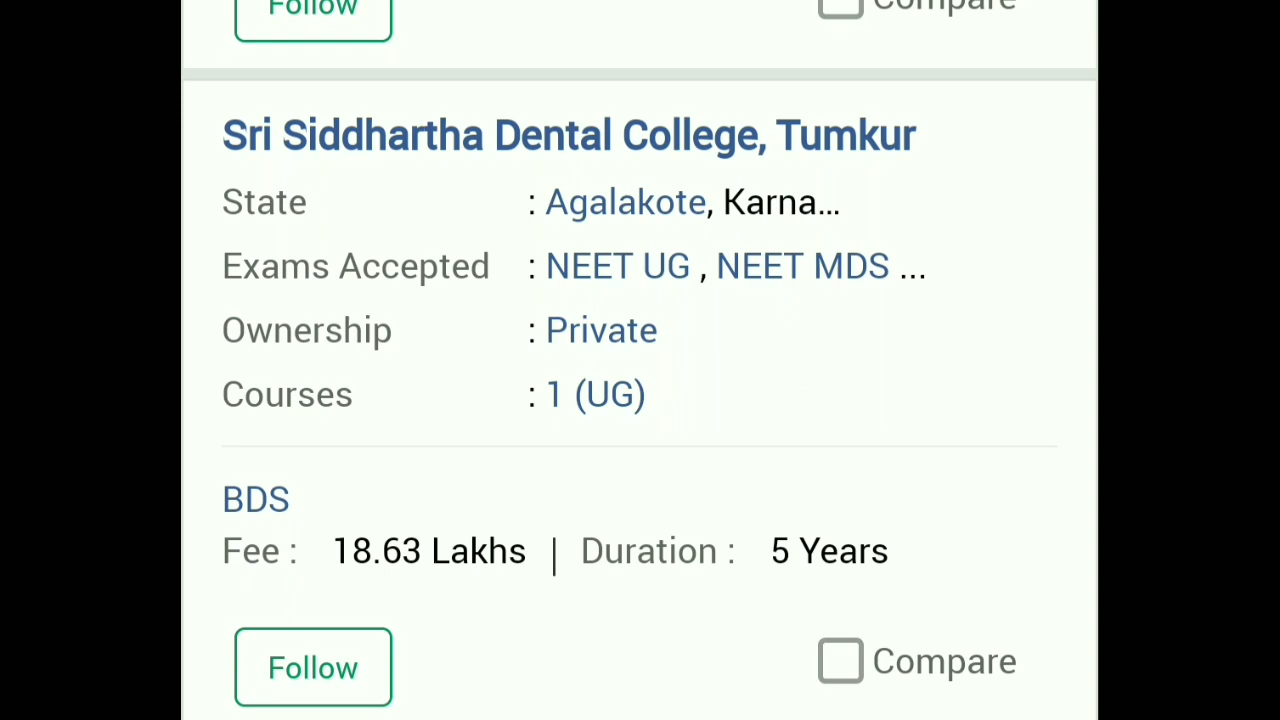 Follow Compare
Sri Siddhartha Dental College, Tumkur
State : Agalakote, Karna...
Exams Accepted : NEET UG , NEET MDS ...
Ownership : Private
Courses : 1 (UG)
BDS
Fee : 18.63 Lakhs | Duration : 5 Years
Follow Compare